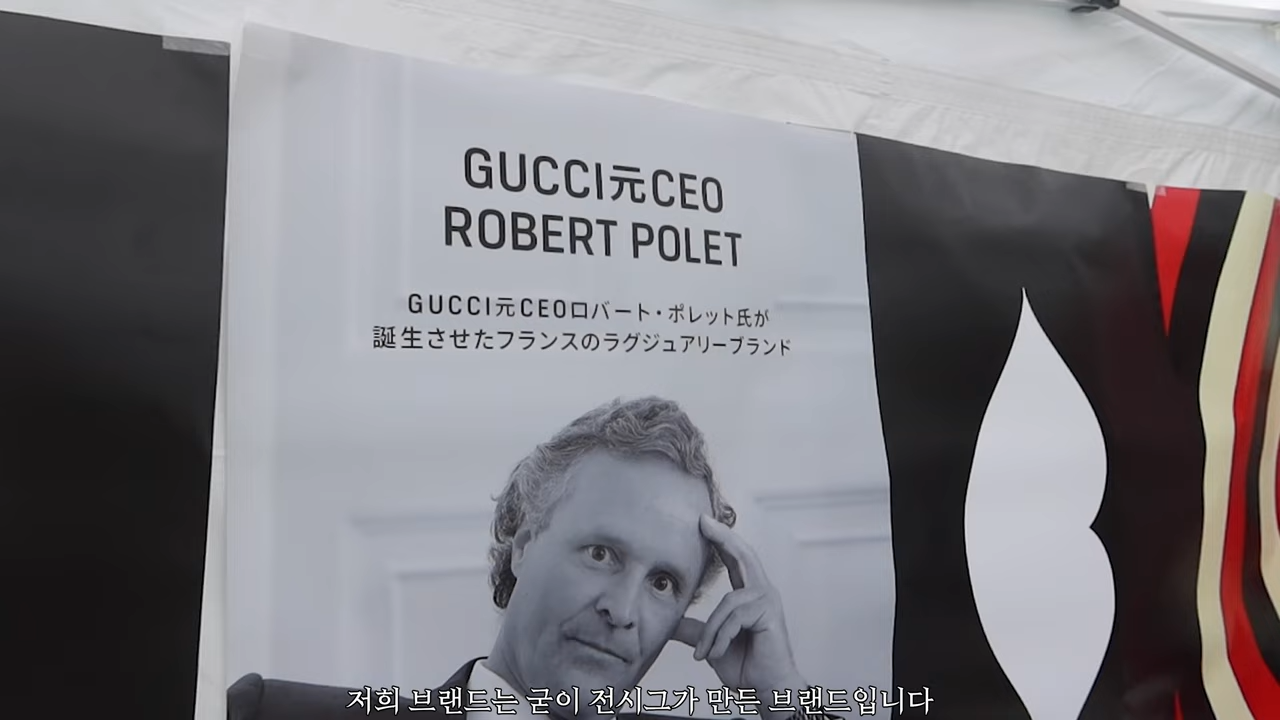 GUCCI元CEO
ROBERT POLET
GUCCI元CEOロバート・ポレット氏が
誕生させたフランスのラグジュアリーブランド
저희 브랜드는 굳이 전시그가 만든 브랜드입니다